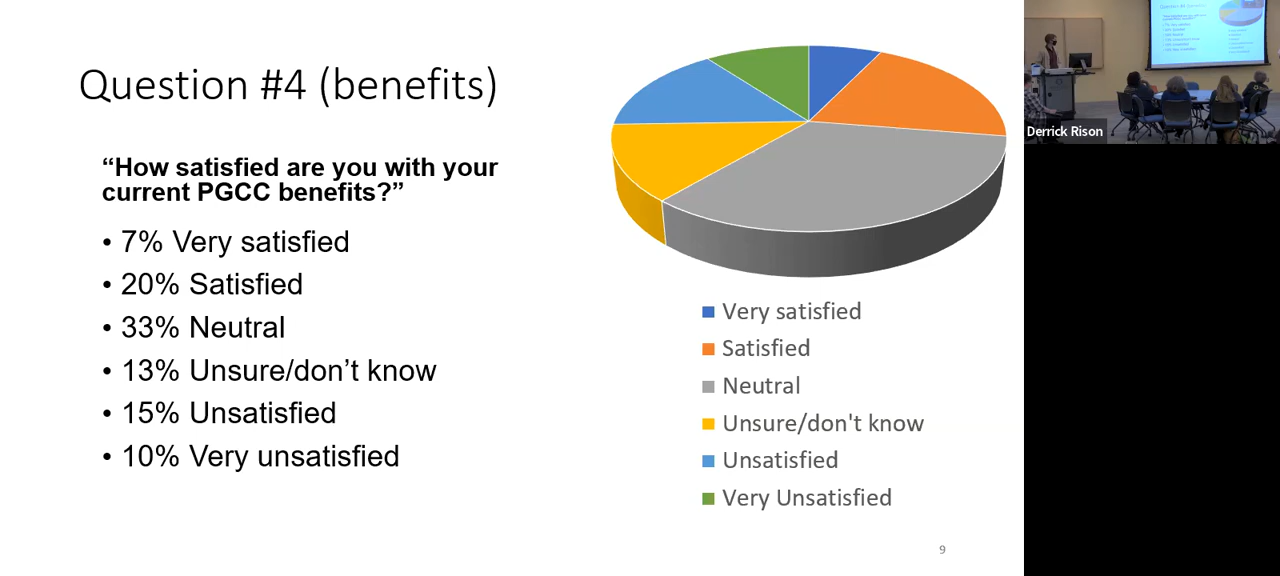 Question #4 (benefits)
“How satisfied are you with your
current PGCC benefits?”
• 7% Very satisfied
• 20% Satisfied
• 33% Neutral
• 13% Unsure/don’t know
• 15% Unsatisfied
• 10% Very unsatisfied
Very satisfied
Satisfied
Neutral
Unsure/don't know
Unsatisfied
Very Unsatisfied
9
Derrick Rison